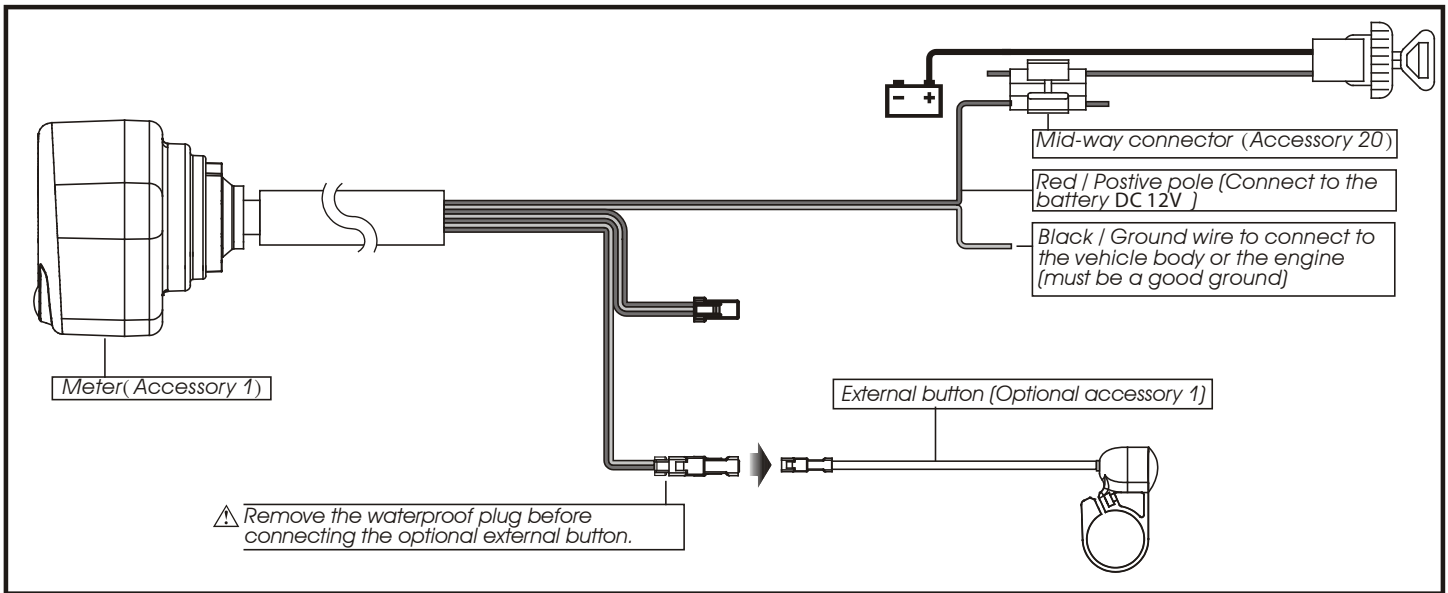 − +
Mid-way connector (Accessory 20)
Red / Postive pole (Connect to the
battery DC 12V )
Black / Ground wire to connect to
the vehicle body or the engine
(must be a good ground)
Meter(Accessory 1)
External button (Optional accessory 1)
Remove the waterproof plug before
connecting the optional external button.